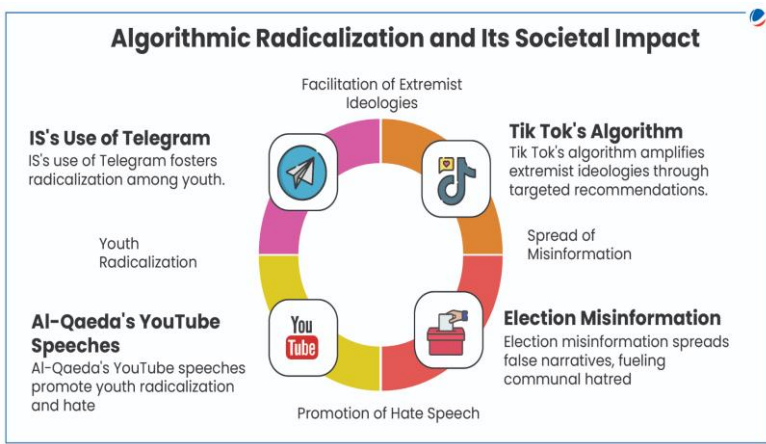 Algorithmic Radicalization and Its Societal Impact
Facilitation of Extremist
Ideologies
IS's Use of Telegram
IS's use of Telegram fosters
radicalization among youth.
Tik Tok's Algorithm
Tik Tok's algorithm amplifies
extremist ideologies through
targeted recommendations.
Youth
Radicalization
Spread of
Misinformation
Al-Qaeda's YouTube
Speeches
Al-Qaeda's YouTube speeches
promote youth radicalization
and hate
You
Tube
Election Misinformation
Election misinformation spreads
false narratives, fueling
communal hatred
Promotion of Hate Speech